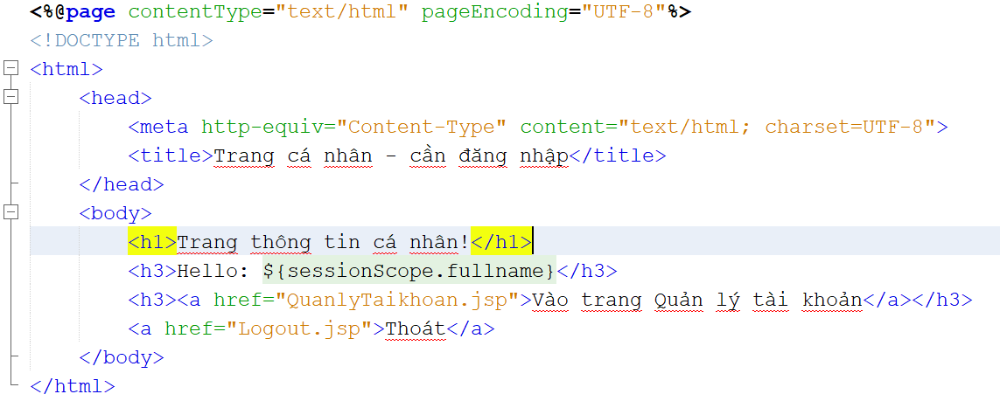 <%@page contentType="text/html" pageEncoding="UTF-8"%>
<!DOCTYPE html>
<html>
    <head>
        <meta http-equiv="Content-Type" content="text/html; charset=UTF-8">
        <title>Trang cá nhân - cần đăng nhập</title>
    </head>
    <body>
        <h1>Trang thông tin cá nhân!</h1>
        <h3>Hello: ${sessionScope.fullname}</h3>
        <h3><a href="QuanlyTaikhoan.jsp">Vào trang Quản lý tài khoản</a></h3>
        <a href="Logout.jsp">Thoát</a>
    </body>
</html>